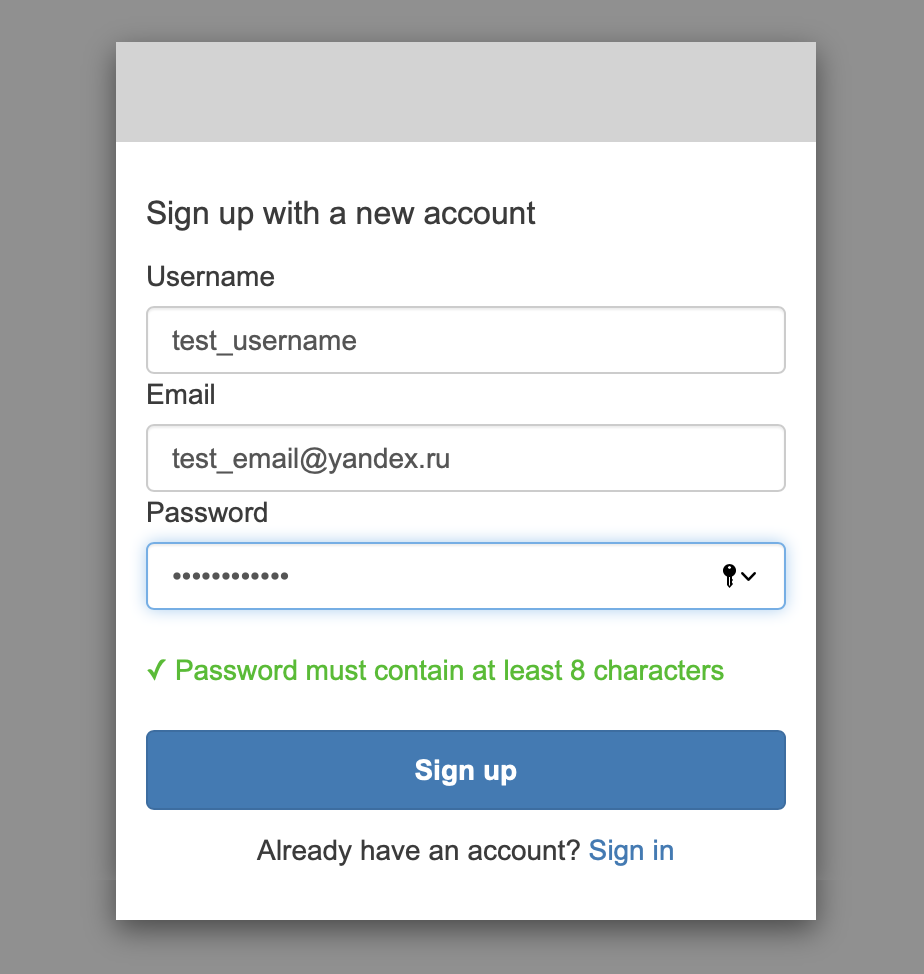 Sign up with a new account
Username
test_username
Email
test_email@yandex.ru
Password
••••••••••••
✓ Password must contain at least 8 characters
Sign up
Already have an account? Sign in